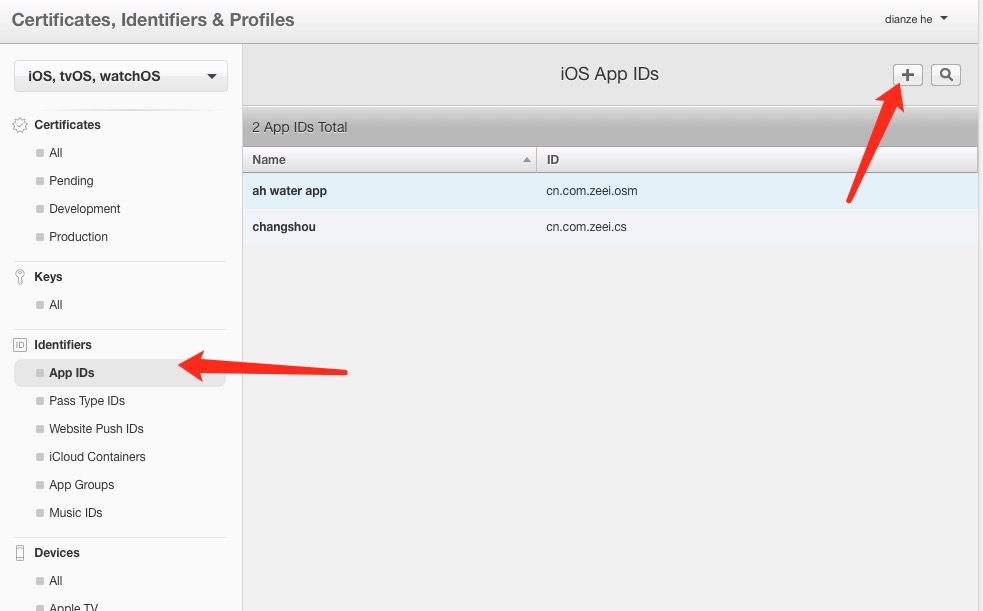 Certificates, Identifiers & Profiles
dianze he
iOS, tvOS, watchOS
Certificates
All
Pending
Development
Production
Keys
All
ID Identifiers
App IDs
Pass Type IDs
Website Push IDs
iCloud Containers
App Groups
Music IDs
Devices
All
Apple TV
iOS App IDs
2 App IDs Total
Name ID
ah water app cn.com.zeei.osm
changshou cn.com.zeei.cs